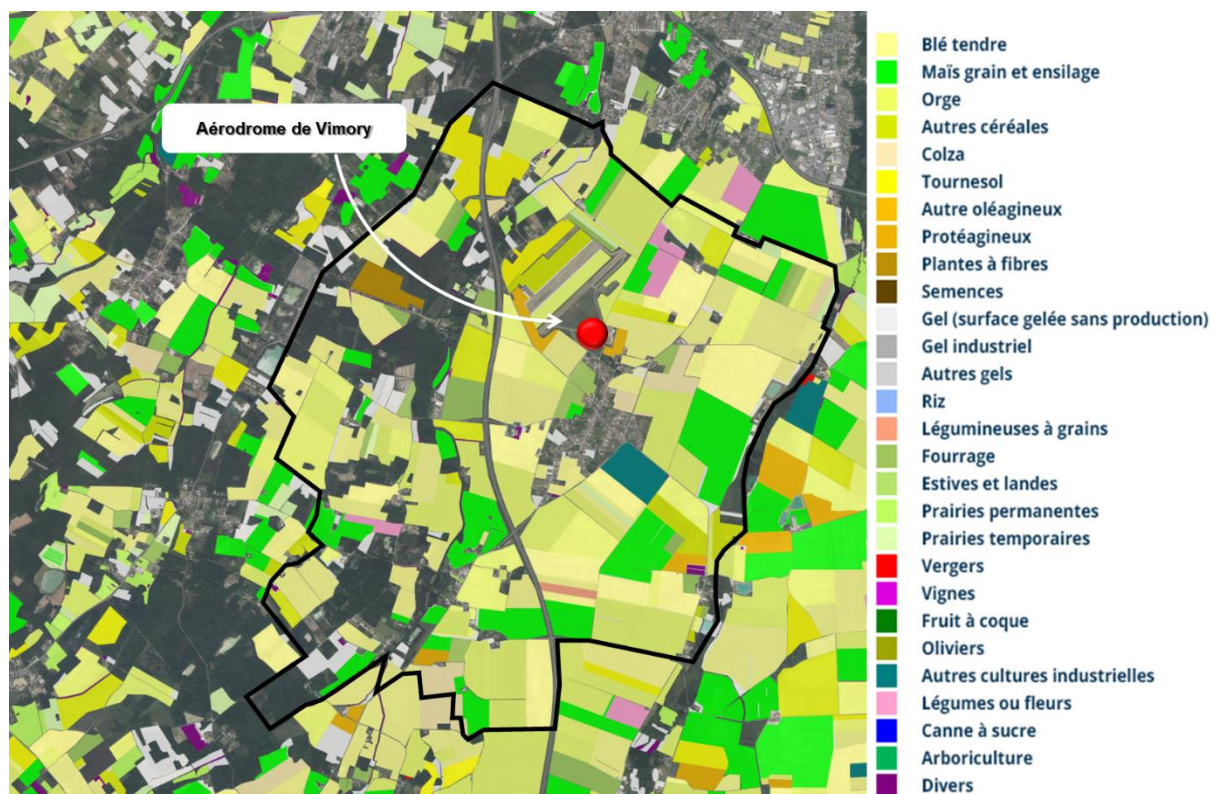 Aérodrome de Vimory
Blé tendre
Maïs grain et ensilage
Orge
Autres céréales
Colza
Tournesol
Autre oléagineux
Protéagineux
Plantes à fibres
Semences
Gel (surface gelée sans production)
Gel industriel
Autres gels
Riz
Légumineuses à grains
Fourrage
Estives et landes
Prairies permanentes
Prairies temporaires
Vergers
Vignes
Fruit à coque
Oliviers
Autres cultures industrielles
Légumes ou fleurs
Canne à sucre
Arboriculture
Divers